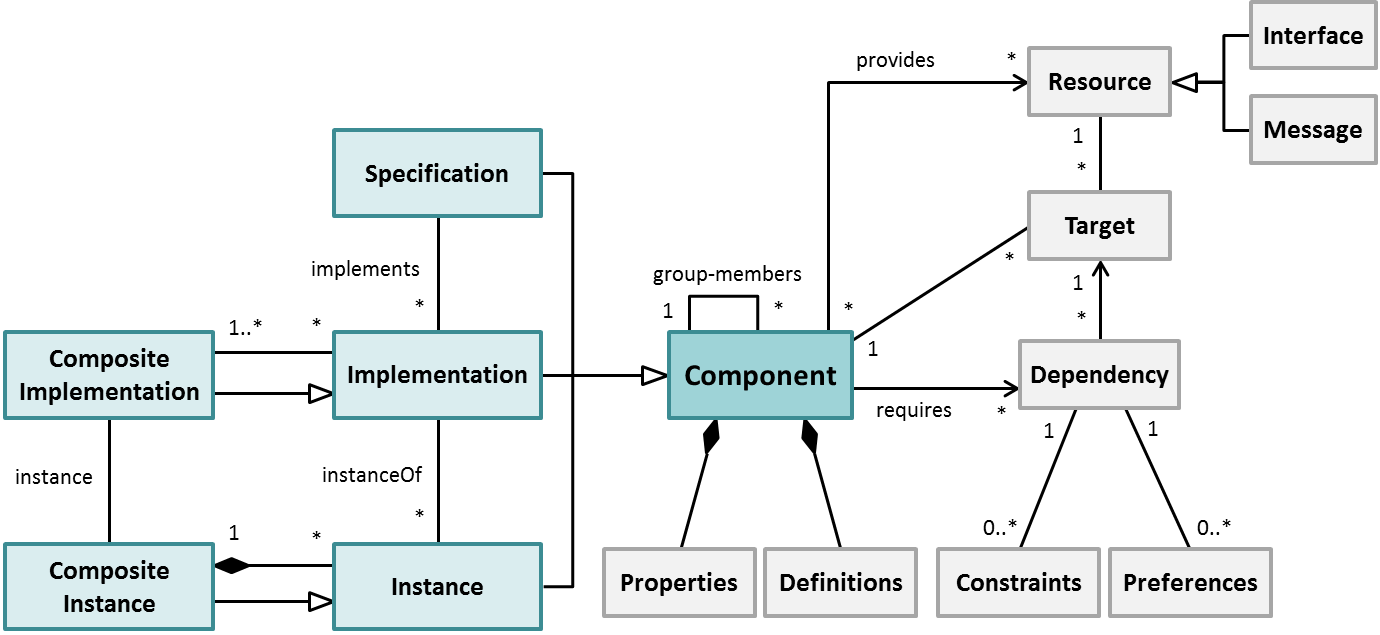 Interface
provides
*
Resource
Message
1
*
Specification
Target
implements
*
group-members
*
1
*
1
*
*
*
1..*
*
1
Composite
Implementation
Implementation
Component
Dependency
requires
*
1
1
instance
instanceOf
*
1
*
0..*
0..*
Composite
Instance
Instance
Properties
Definitions
Constraints
Preferences